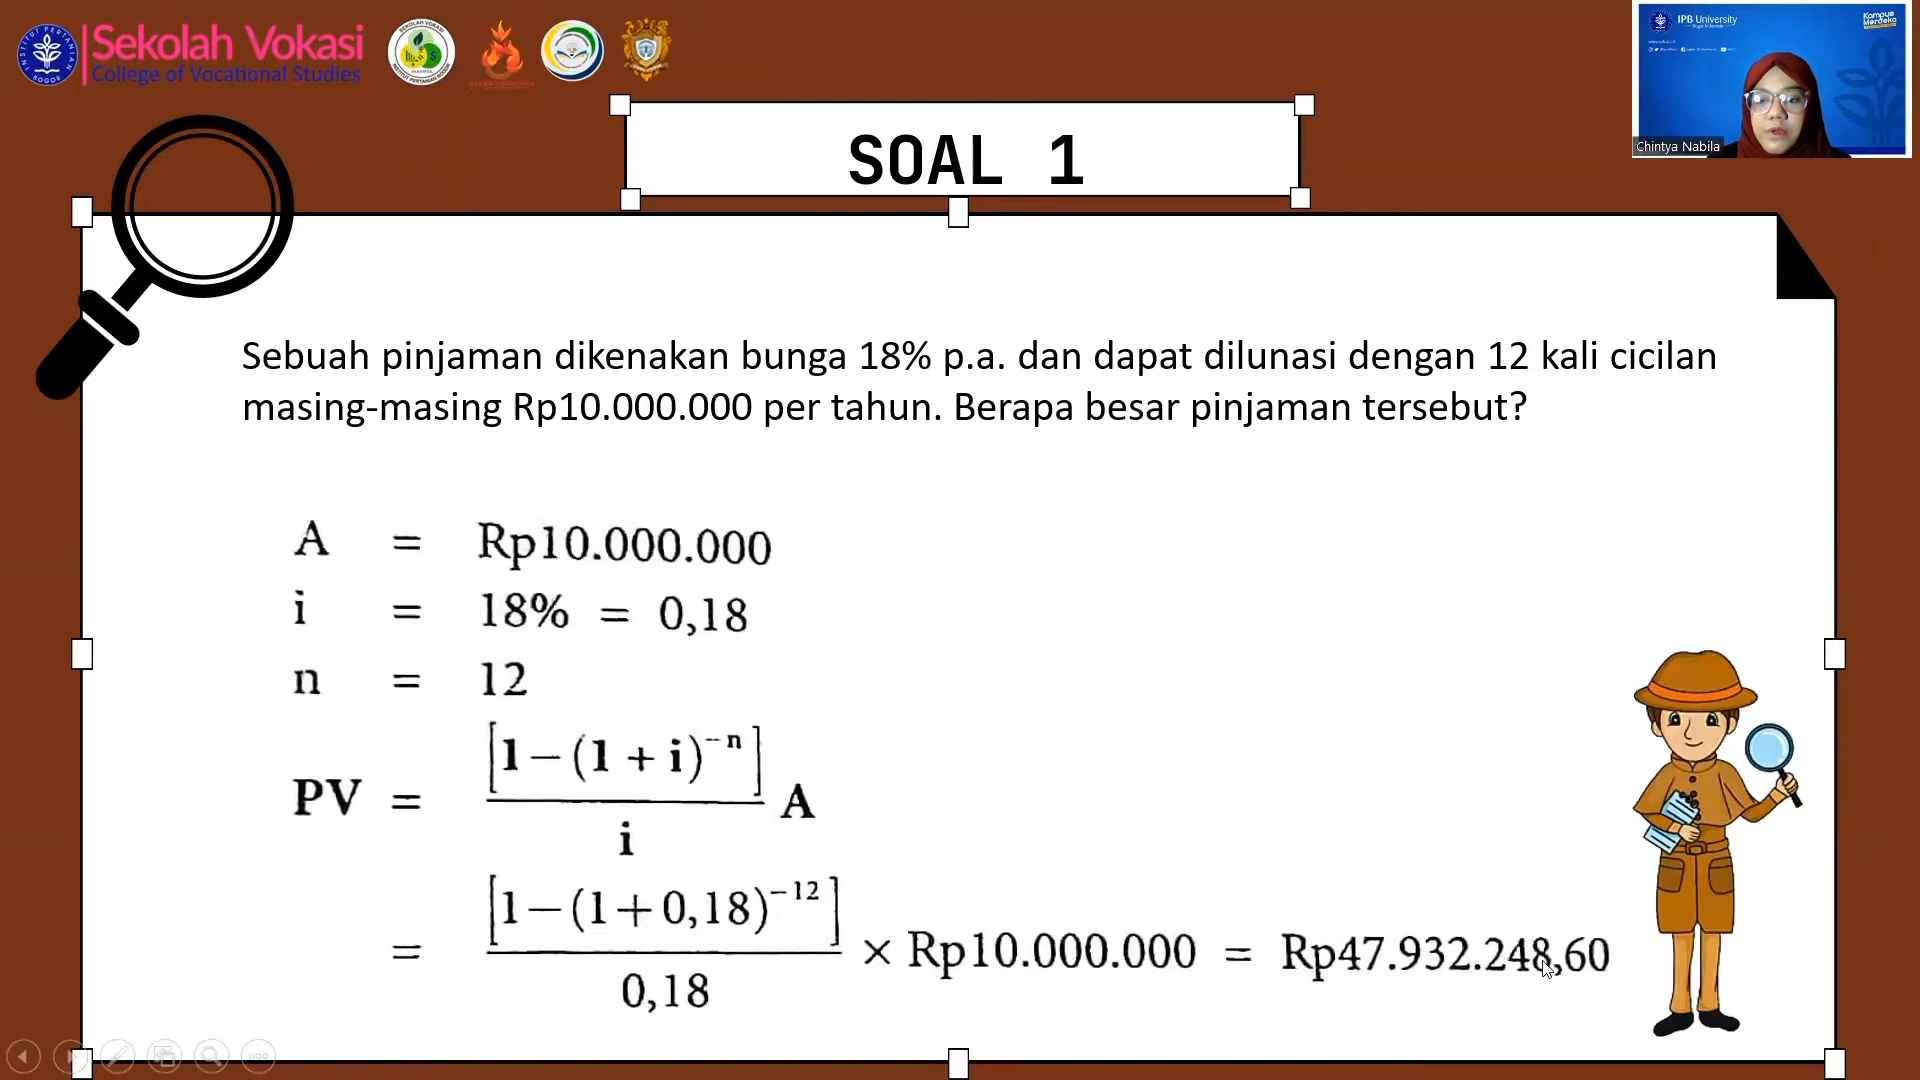 Sekolah Vokasi
College of Vocational Studies
IPB University
Bogor Indonesia
Kampus
Merdeka
Chintya Nabila
SOAL 1
Sebuah pinjaman dikenakan bunga 18% p.a. dan dapat dilunasi dengan 12 kali cicilan
masing-masing Rp10.000.000 per tahun. Berapa besar pinjaman tersebut?
A = Rp10.000.000
i = 18% = 0,18
n = 12
PV = [1 – (1 + i)⁻ⁿ] / i A
= [1 – (1 + 0,18)⁻¹²] / 0,18 × Rp10.000.000 = Rp47.932.248,60